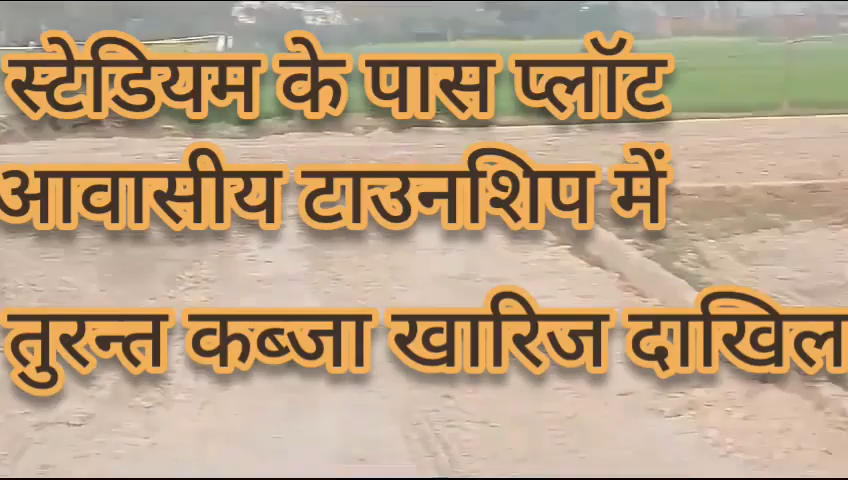 स्टेडियम के पास प्लॉट
आवासीय टाउनशिप में
तुरन्त कब्जा खारिज दाखिल